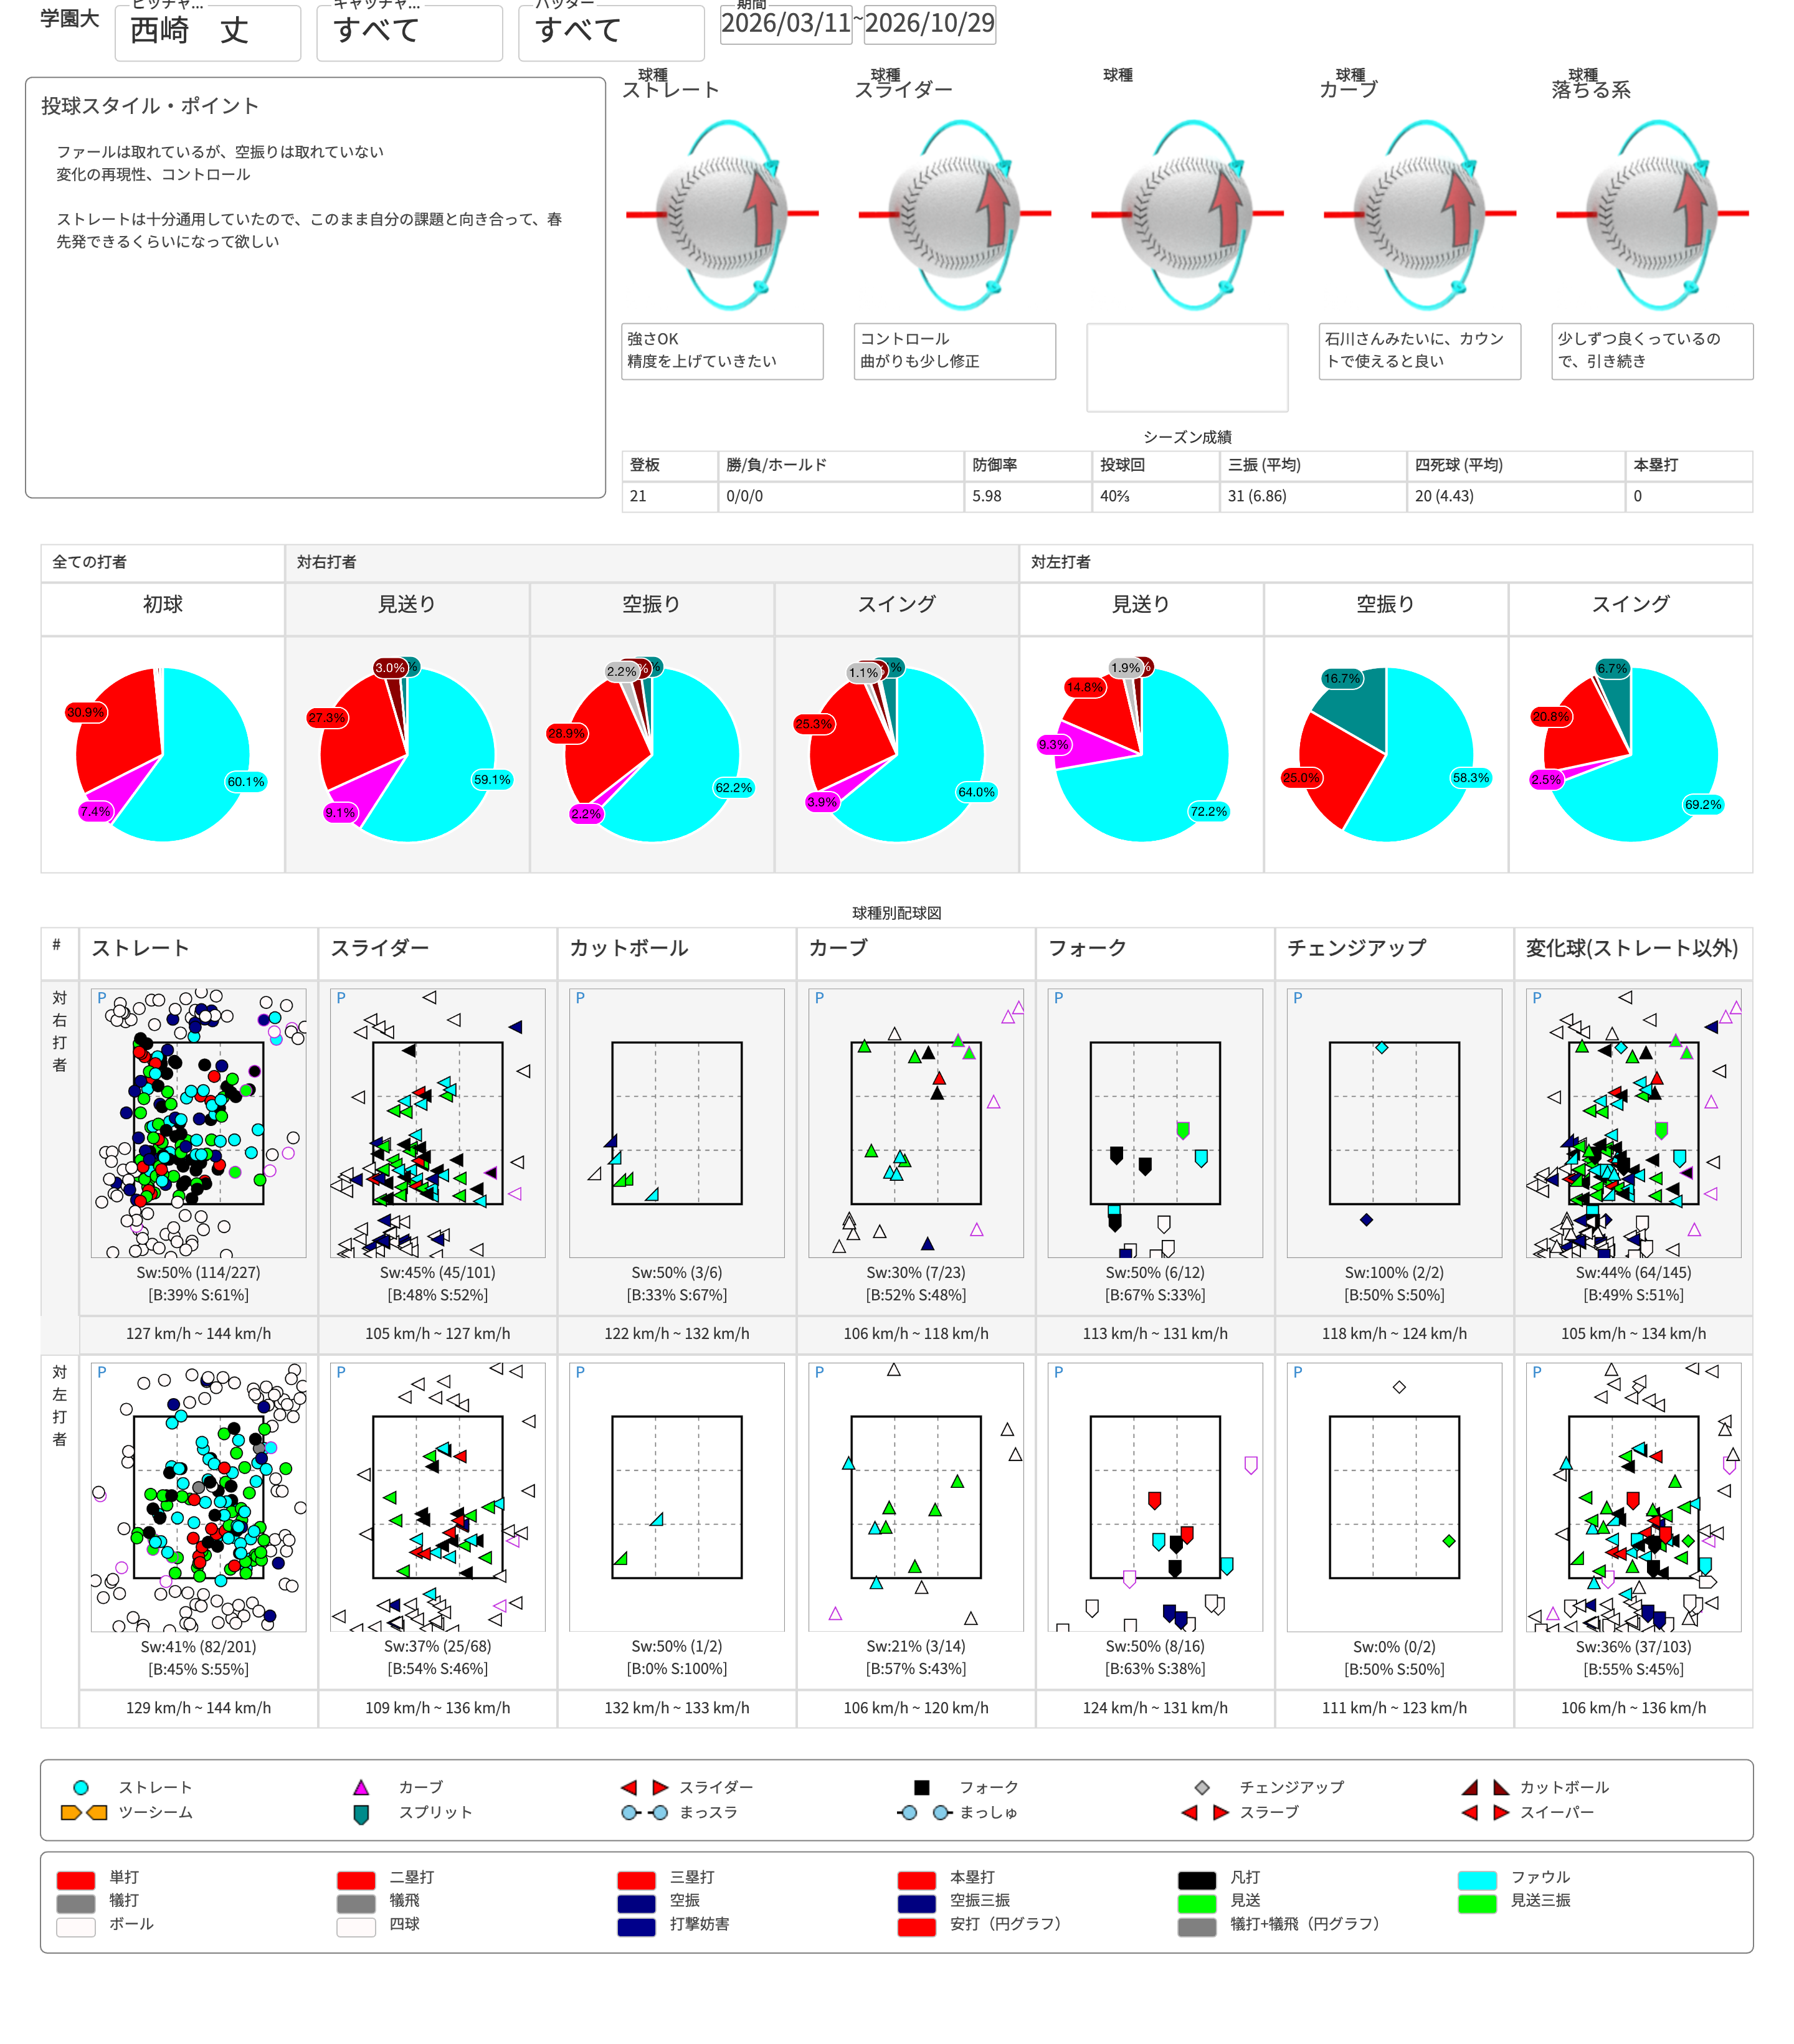 学園大
ピッチャ... キャッチャ... バッター 期間
西崎　丈 すべて すべて 2026/03/11~2026/10/29
投球スタイル・ポイント
ファールは取れているが、空振りは取れていない
変化の再現性、コントロール
ストレートは十分通用していたので、このまま自分の課題と向き合って、春
先発できるくらいになって欲しい
球種 球種 球種 球種 球種
ストレート スライダー カーブ 落ちる系
強さOK
精度を上げていきたい
コントロール
曲がりも少し修正
石川さんみたいに、カウン
トで使えると良い
少しずつ良くっているの
で、引き続き
シーズン成績
登板 勝/負/ホールド 防御率 投球回 三振 (平均) 四死球 (平均) 本塁打
21 0/0/0 5.98 40⅔ 31 (6.86) 20 (4.43) 0
全ての打者 対右打者 対左打者
初球 見送り 空振り スイング 見送り 空振り スイング
30.9% 7.4% 60.1%
3.0% 27.3% 9.1% 59.1%
2.2% 28.9% 2.2% 62.2%
1.1% 25.3% 3.9% 64.0%
1.9% 14.8% 9.3% 72.2%
16.7% 25.0% 58.3%
6.7% 20.8% 2.5% 69.2%
球種別配球図
# ストレート スライダー カットボール カーブ フォーク チェンジアップ 変化球(ストレート以外)
対右打者
P P P P P P P
Sw:50% (114/227) Sw:45% (45/101) Sw:50% (3/6) Sw:30% (7/23) Sw:50% (6/12) Sw:100% (2/2) Sw:44% (64/145)
[B:39% S:61%] [B:48% S:52%] [B:33% S:67%] [B:52% S:48%] [B:67% S:33%] [B:50% S:50%] [B:49% S:51%]
127 km/h ~ 144 km/h 105 km/h ~ 127 km/h 122 km/h ~ 132 km/h 106 km/h ~ 118 km/h 113 km/h ~ 131 km/h 118 km/h ~ 124 km/h 105 km/h ~ 134 km/h
対左打者
P P P P P P P
Sw:41% (82/201) Sw:37% (25/68) Sw:50% (1/2) Sw:21% (3/14) Sw:50% (8/16) Sw:0% (0/2) Sw:36% (37/103)
[B:45% S:55%] [B:54% S:46%] [B:0% S:100%] [B:57% S:43%] [B:63% S:38%] [B:50% S:50%] [B:55% S:45%]
129 km/h ~ 144 km/h 109 km/h ~ 136 km/h 132 km/h ~ 133 km/h 106 km/h ~ 120 km/h 124 km/h ~ 131 km/h 111 km/h ~ 123 km/h 106 km/h ~ 136 km/h
ストレート カーブ スライダー フォーク チェンジアップ カットボール
ツーシーム スプリット まっスラ まっしゅ スラーブ スイーパー
単打 二塁打 三塁打 本塁打 凡打 ファウル
犠打 犠飛 空振 空振三振 見送 見送三振
ボール 四球 打撃妨害 安打（円グラフ） 犠打+犠飛（円グラフ）